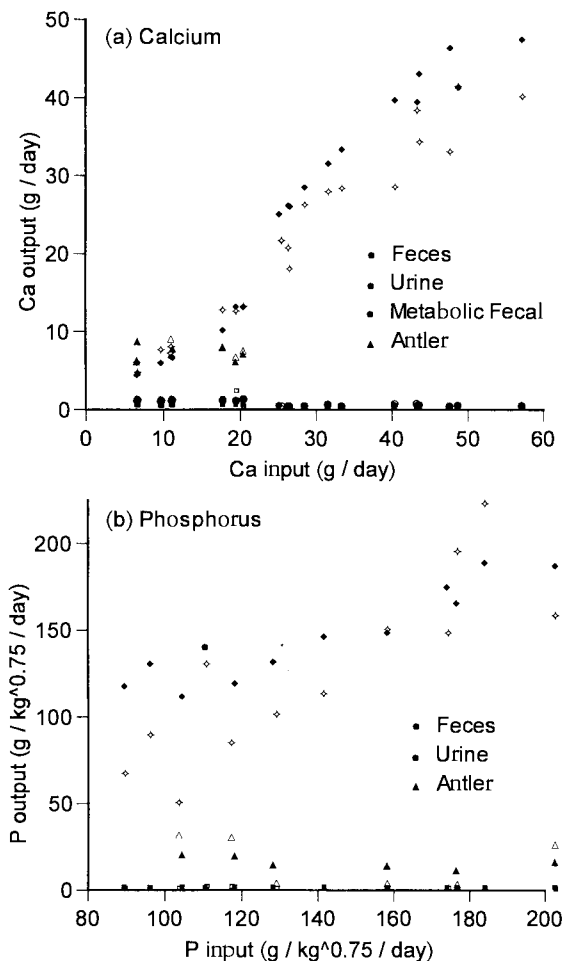 (a) Calcium
Ca output (g / day)
50
40
30
20
10
0
Feces
Urine
Metabolic Fecal
Antler
0 10 20 30 40 50 60
Ca input (g / day)
(b) Phosphorus
P output (g / kg^0.75 / day)
200
150
100
50
0
Feces
Urine
Antler
80 100 120 140 160 180 200
P input (g / kg^0.75 / day)